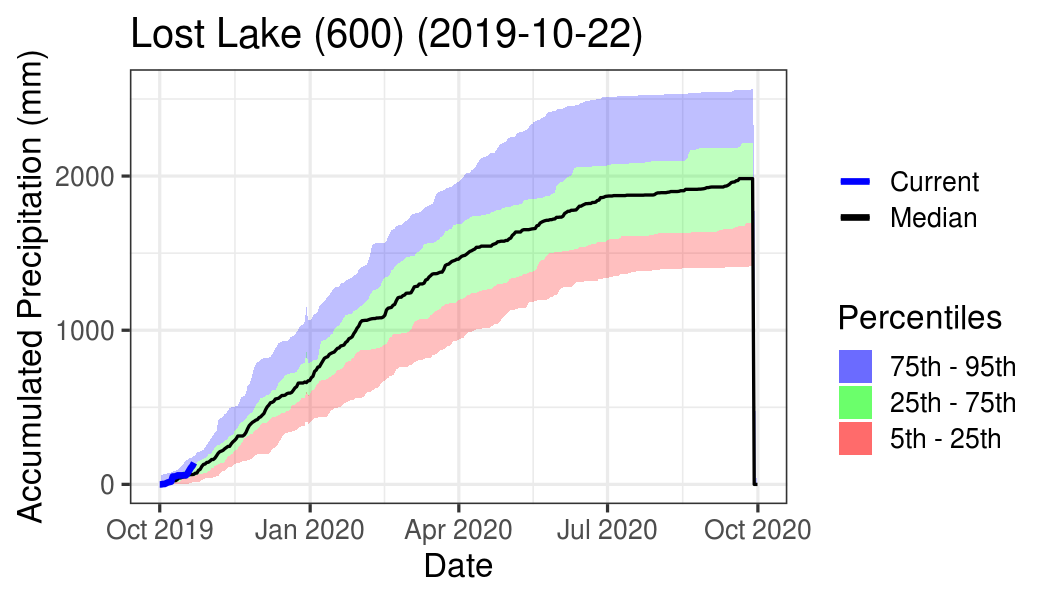 Lost Lake (600) (2019-10-22)
Accumulated Precipitation (mm)
2000
1000
0
Oct 2019
Jan 2020
Apr 2020
Jul 2020
Oct 2020
Date
Current
Median
Percentiles
75th - 95th
25th - 75th
5th - 25th